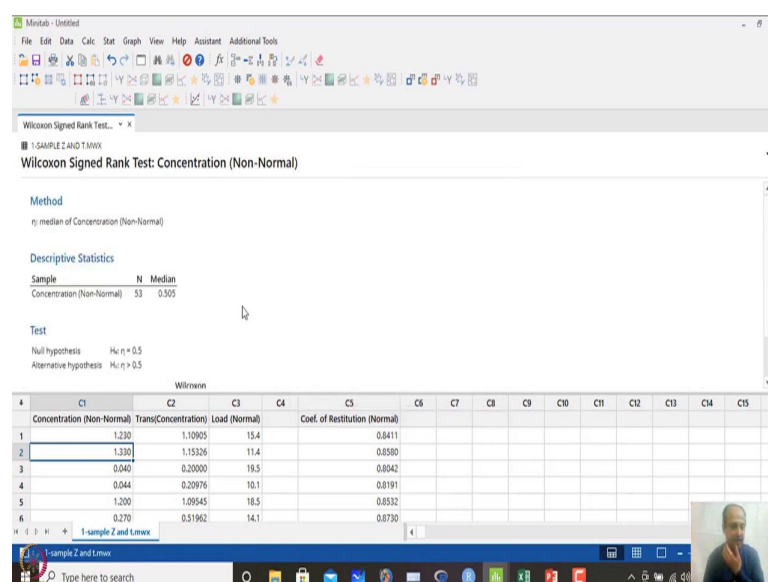 Minitab - Untitled
File Edit Data Calc Stat Graph View Help Assistant Additional Tools
Wilcoxon Signed Rank Test...
1-SAMPLE Z AND T.MWX
Wilcoxon Signed Rank Test: Concentration (Non-Normal)
Method
η: median of Concentration (Non-Normal)
Descriptive Statistics
Sample N Median
Concentration (Non-Normal) 53 0.505
Test
Null hypothesis H₀: η = 0.5
Alternative hypothesis H₁: η > 0.5
Wilcoxon
C1 C2 C3 C4 C5 C6 C7 C8 C9 C10 C11 C12 C13 C14 C15
Concentration (Non-Normal) Trans(Concentration) Load (Normal) Coef. of Restitution (Normal)
1 1.230 1.10905 15.4 0.8411
2 1.330 1.15326 11.4 0.8580
3 0.040 0.20000 19.5 0.8042
4 0.044 0.20976 10.1 0.8191
5 1.200 1.09545 18.5 0.8532
6 0.270 0.51962 14.1 0.8730
1-sample Z and t.mwx
1-sample Z and t.mwx
Type here to search